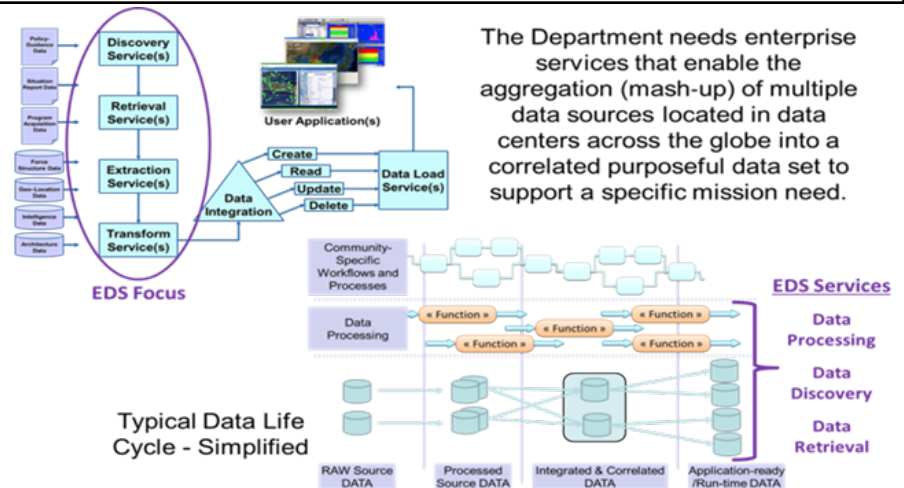 Policy-
Guidance
Data
Situation
Report Data
Program
Acquisition
Data
Force
Structure Data
Geo-Location
Data
Intelligence
Data
Architecture
Data
Discovery
Service(s)
Retrieval
Service(s)
Extraction
Service(s)
Transform
Service(s)
EDS Focus
User Application(s)
Data
Integration
Create
Read
Update
Delete
Data Load
Service(s)
The Department needs enterprise
services that enable the
aggregation (mash-up) of multiple
data sources located in data
centers across the globe into a
correlated purposeful data set to
support a specific mission need.
Community-
Specific
Workflows and
Processes
Data
Processing
« Function »
« Function »
« Function »
« Function »
« Function »
EDS Services
Data
Processing
Data
Discovery
Data
Retrieval
Typical Data Life
Cycle - Simplified
RAW Source
DATA
Processed
Source DATA
Integrated & Correlated
DATA
Application-ready
/Run-time DATA